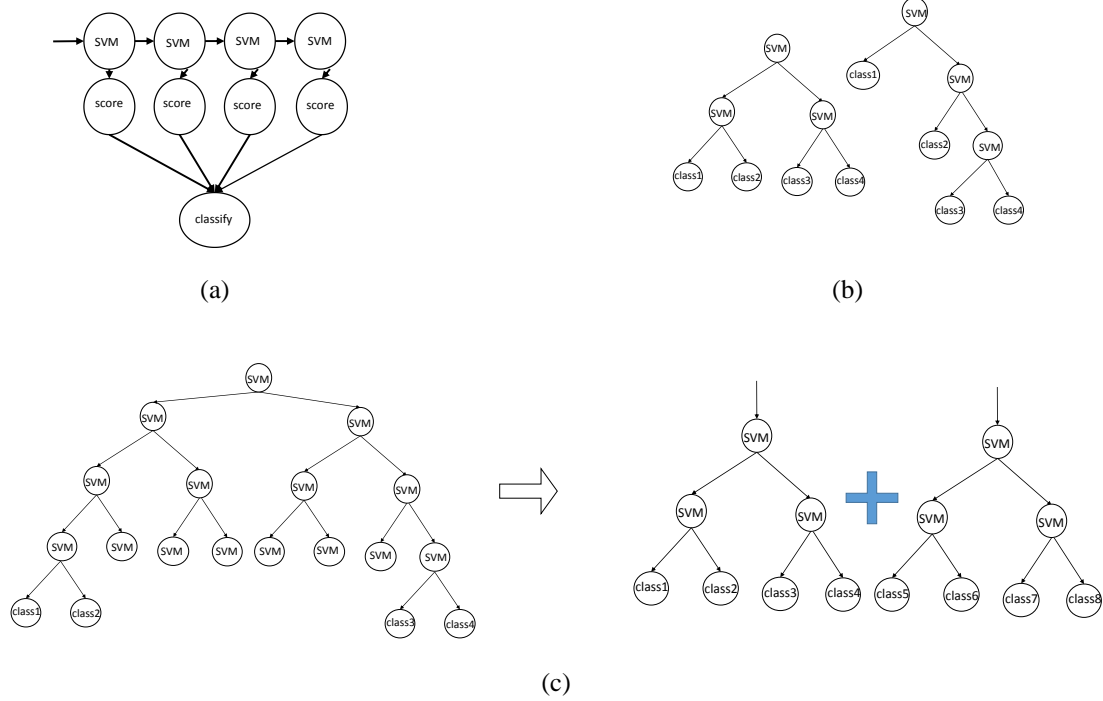 SVM SVM SVM SVM
score score score score
classify
(a)
SVM
SVM SVM
class1 class2 class3 class4
SVM
class1 SVM
class2 SVM
class3 class4
(b)
SVM
SVM SVM
SVM SVM SVM SVM
SVM SVM SVM SVM SVM SVM SVM SVM
class1 class2 class3 class4
SVM
SVM SVM
class1 class2 class3 class4
SVM
SVM SVM
class5 class6 class7 class8
(c)